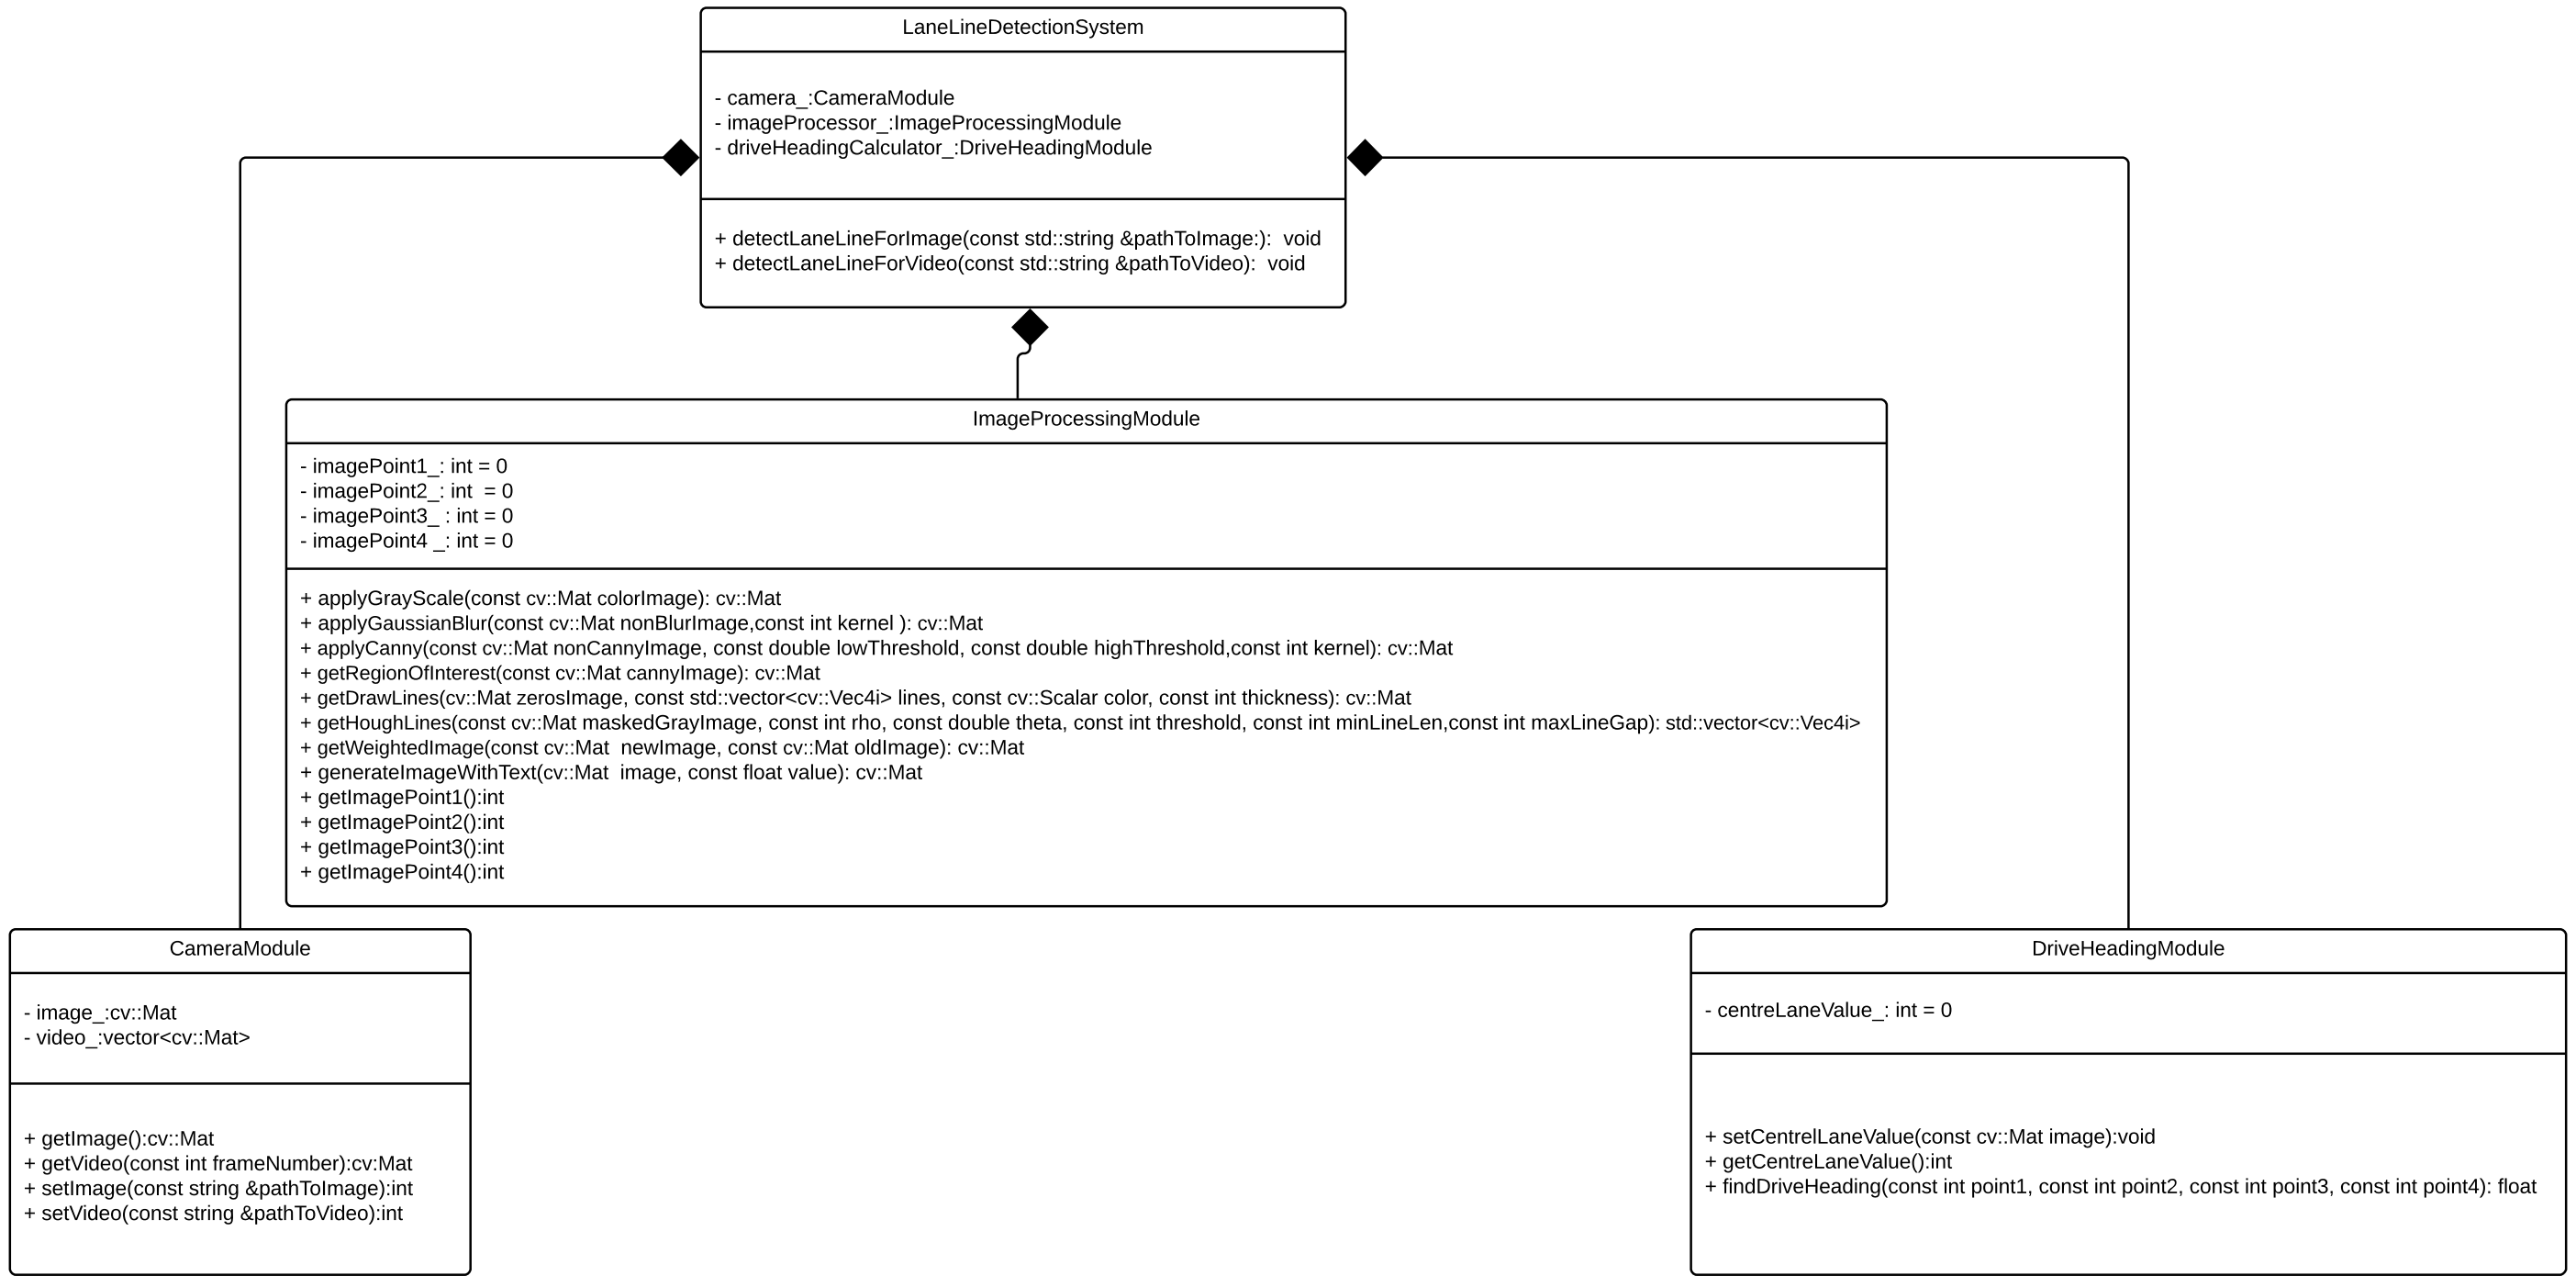 LaneLineDetectionSystem
- camera_:CameraModule
- imageProcessor_:ImageProcessingModule
- driveHeadingCalculator_:DriveHeadingModule
+ detectLaneLineForImage(const std::string &pathToImage:):  void
+ detectLaneLineForVideo(const std::string &pathToVideo):  void
ImageProcessingModule
- imagePoint1_: int = 0
- imagePoint2_: int  = 0
- imagePoint3_ : int = 0
- imagePoint4 _: int = 0
+ applyGrayScale(const cv::Mat colorImage): cv::Mat
+ applyGaussianBlur(const cv::Mat nonBlurImage,const int kernel ): cv::Mat
+ applyCanny(const cv::Mat nonCannyImage, const double lowThreshold, const double highThreshold,const int kernel): cv::Mat
+ getRegionOfInterest(const cv::Mat cannyImage): cv::Mat
+ getDrawLines(cv::Mat zerosImage, const std::vector<cv::Vec4i> lines, const cv::Scalar color, const int thickness): cv::Mat
+ getHoughLines(const cv::Mat maskedGrayImage, const int rho, const double theta, const int threshold, const int minLineLen,const int maxLineGap): std::vector<cv::Vec4i>
+ getWeightedImage(const cv::Mat  newImage, const cv::Mat oldImage): cv::Mat
+ generateImageWithText(cv::Mat  image, const float value): cv::Mat
+ getImagePoint1():int
+ getImagePoint2():int
+ getImagePoint3():int
+ getImagePoint4():int
CameraModule
- image_:cv::Mat
- video_:vector<cv::Mat>
+ getImage():cv::Mat
+ getVideo(const int frameNumber):cv:Mat
+ setImage(const string &pathToImage):int
+ setVideo(const string &pathToVideo):int
DriveHeadingModule
- centreLaneValue_: int = 0
+ setCentrelLaneValue(const cv::Mat image):void
+ getCentreLaneValue():int
+ findDriveHeading(const int point1, const int point2, const int point3, const int point4): float